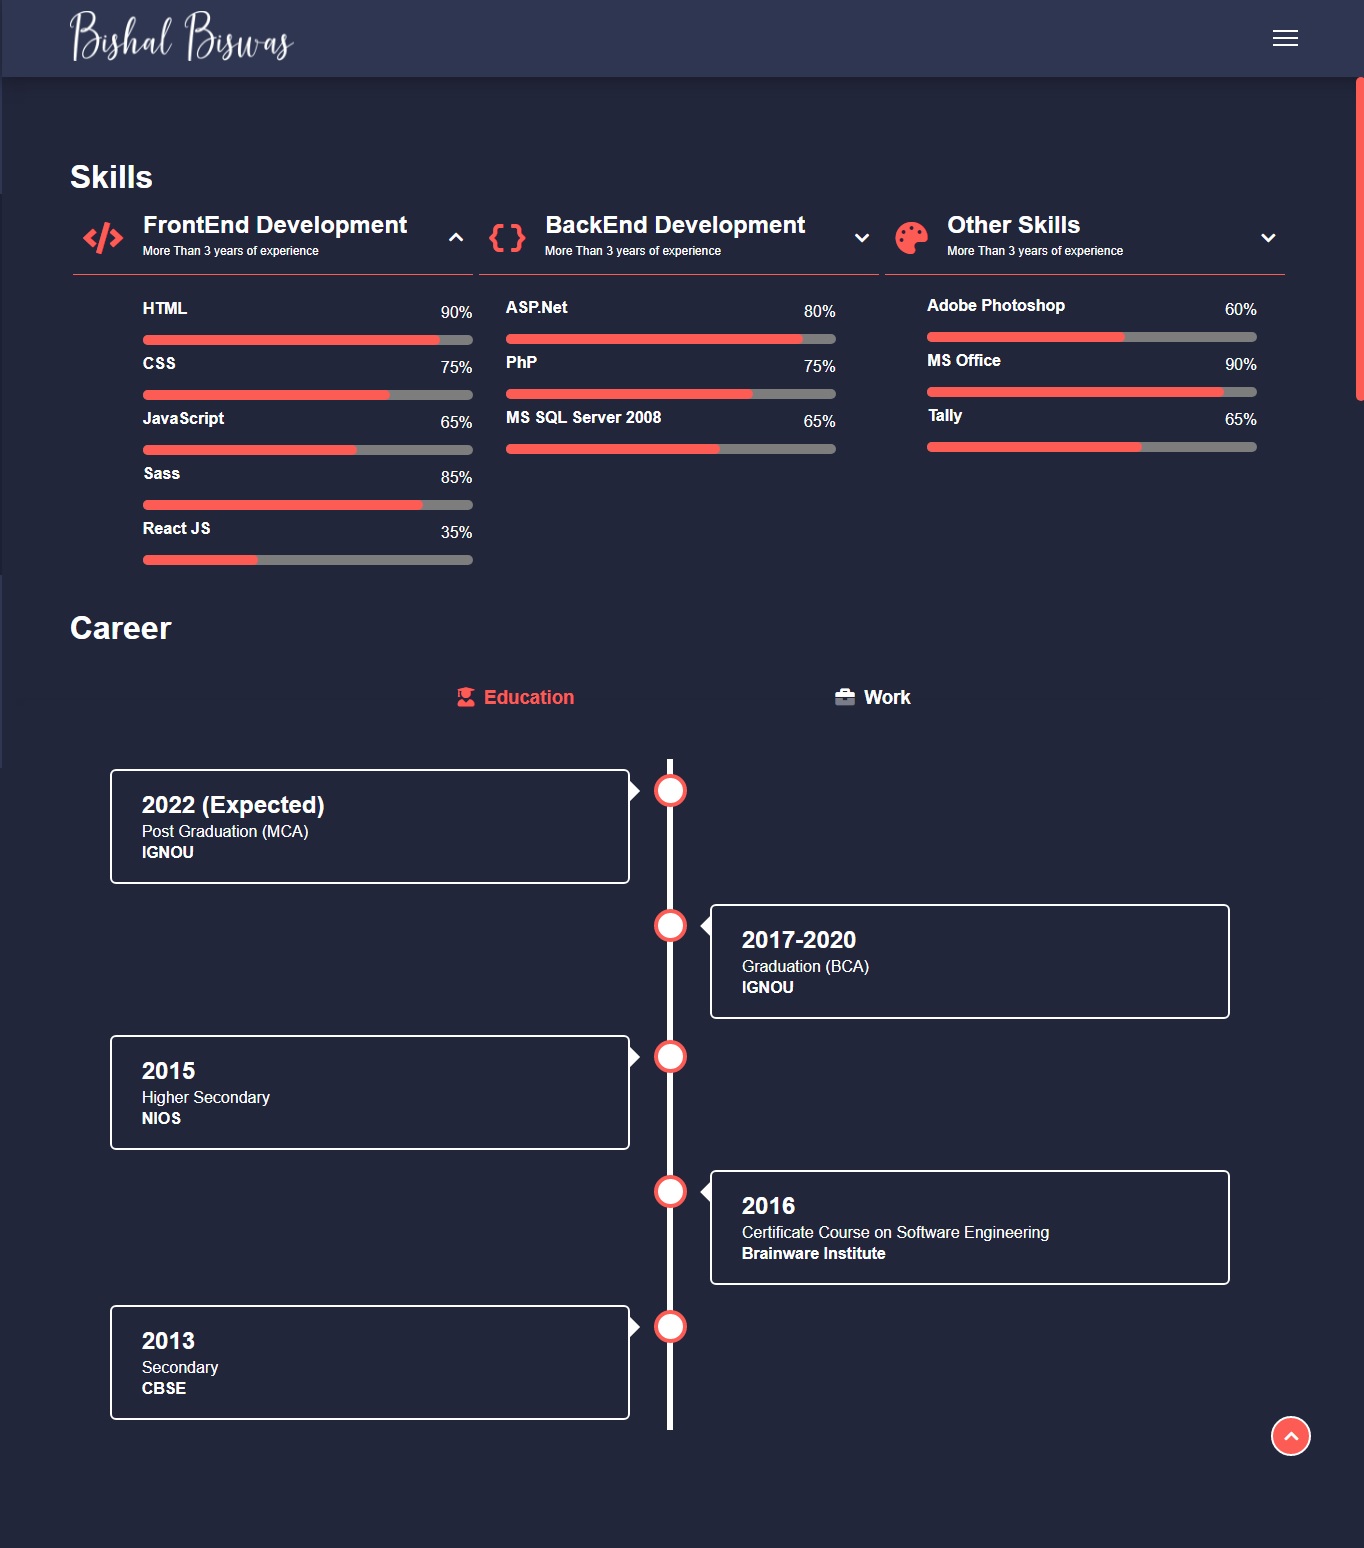 Bishal Biswas
Skills
FrontEnd Development
More Than 3 years of experience
HTML 90%
CSS 75%
JavaScript 65%
Sass 85%
React JS 35%
BackEnd Development
More Than 3 years of experience
ASP.Net 80%
PhP 75%
MS SQL Server 2008 65%
Other Skills
More Than 3 years of experience
Adobe Photoshop 60%
MS Office 90%
Tally 65%
Career
Education
Work
2022 (Expected)
Post Graduation (MCA)
IGNOU
2017-2020
Graduation (BCA)
IGNOU
2015
Higher Secondary
NIOS
2016
Certificate Course on Software Engineering
Brainware Institute
2013
Secondary
CBSE